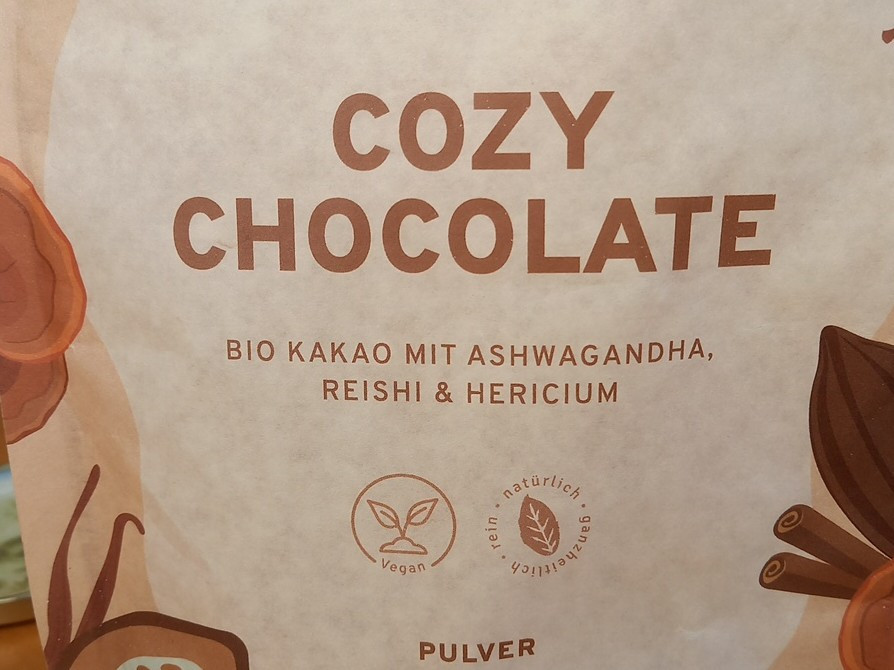 COZY
CHOCOLATE
BIO KAKAO MIT ASHWAGANDHA,
REISHI & HERICIUM
Vegan
rein • natürlich • ganzheitlich •
PULVER